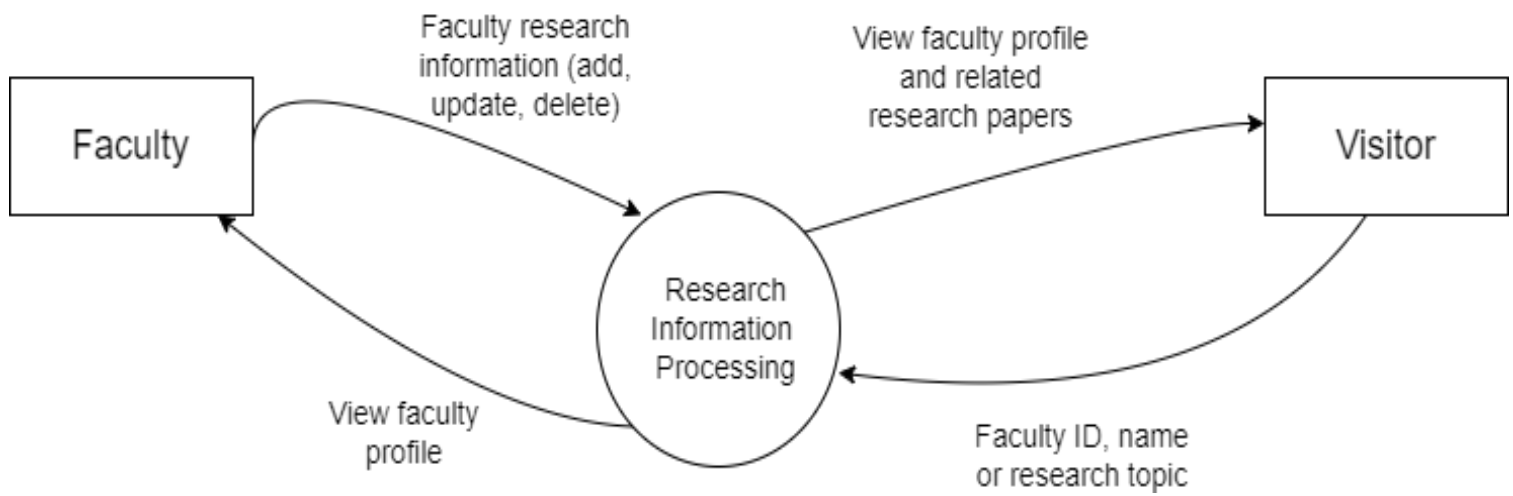 Faculty research
information (add,
update, delete)
View faculty profile
and related
research papers
Faculty
Visitor
Research
Information
Processing
View faculty
profile
Faculty ID, name
or research topic